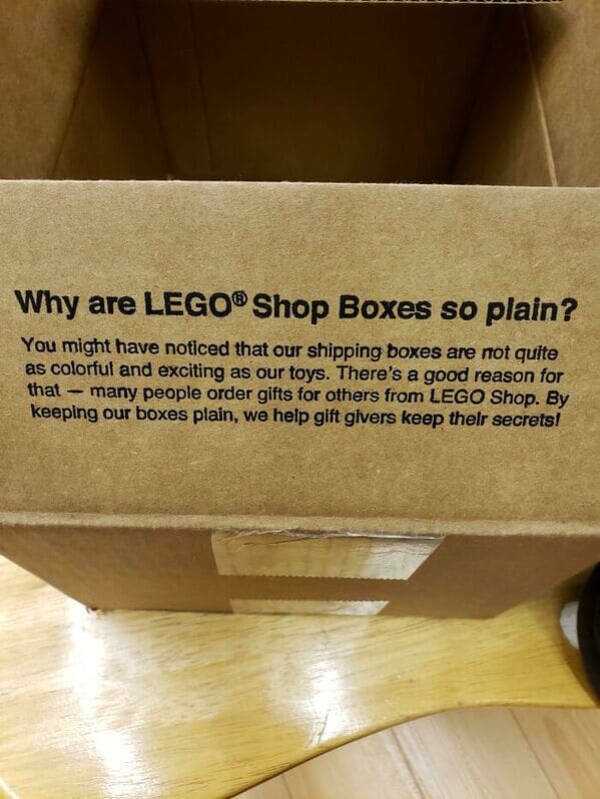 Why are LEGO® Shop Boxes so plain?
You might have noticed that our shipping boxes are not quite
as colorful and exciting as our toys. There's a good reason for
that — many people order gifts for others from LEGO Shop. By
keeping our boxes plain, we help gift givers keep their secrets!